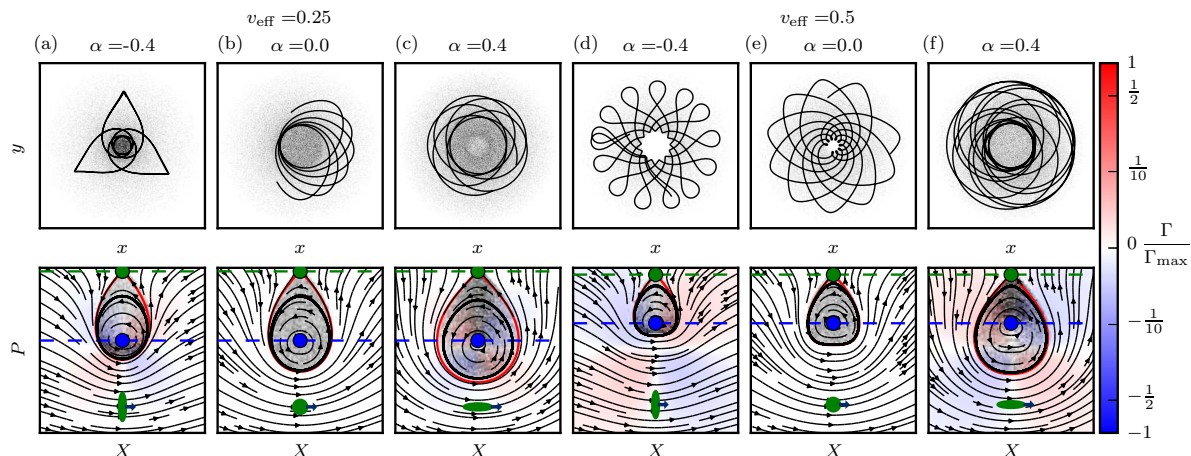 v_eff =0.25
v_eff =0.5
(a) α =-0.4
(b) α =0.0
(c) α =0.4
(d) α =-0.4
(e) α =0.0
(f) α =0.4
y
x x x x x x
P
X X X X X X
1
1/2
1/10
0
−1/10
−1/2
−1
Γ/Γmax